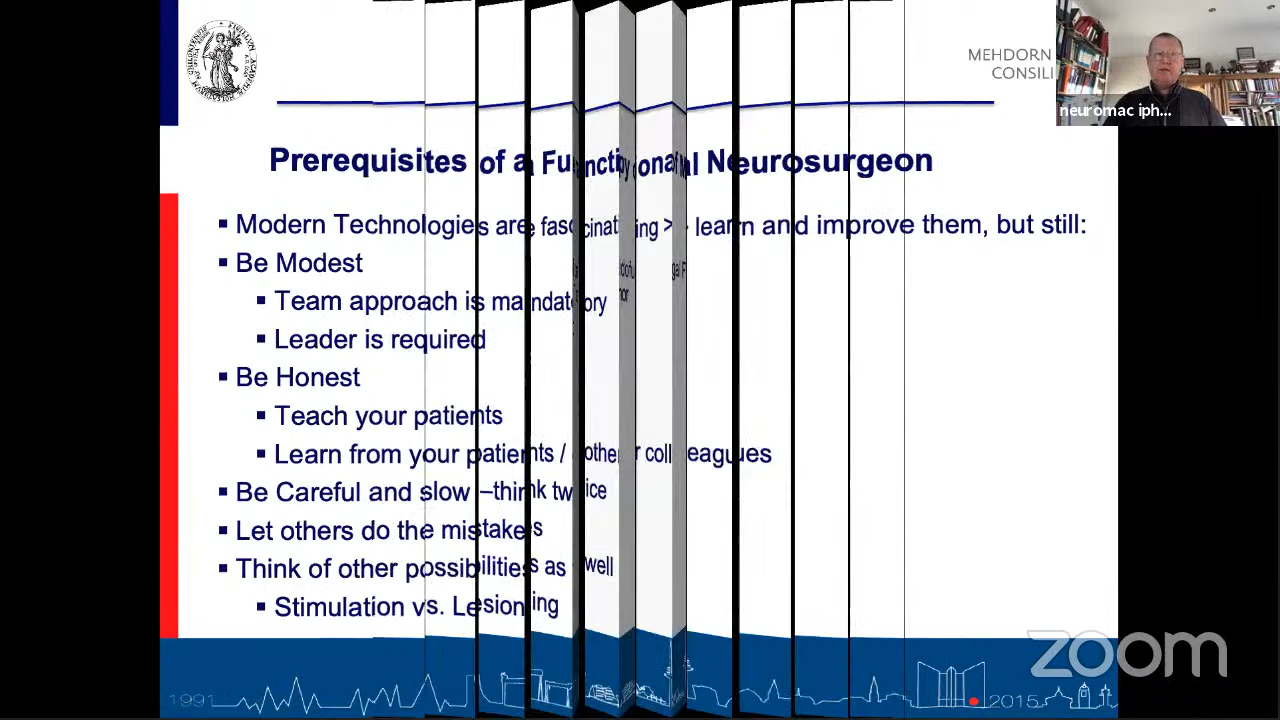 MEHDORN
CONSILI
neuromac iph...
Prerequisites of a Functional Neurosurgeon
▪ Modern Technologies are fascinating > learn and improve them, but still:
▪ Be Modest
▪ Team approach is mandatory
▪ Leader is required
▪ Be Honest
▪ Teach your patients
▪ Learn from your patients / other colleagues
▪ Be Careful and slow –think twice
▪ Let others do the mistakes
▪ Think of other possibilities as well
▪ Stimulation vs. Lesioning
zoom
1991
2015